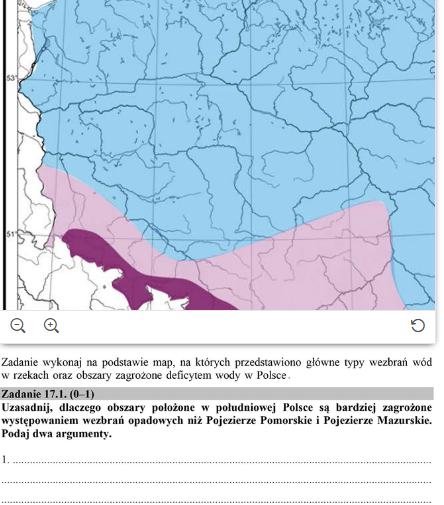 53°
51°
Zadanie wykonaj na podstawie map, na których przedstawiono główne typy wezbrań wód
w rzekach oraz obszary zagrożone deficytem wody w Polsce.
Zadanie 17.1. (0–1)
Uzasadnij, dlaczego obszary położone w południowej Polsce są bardziej zagrożone
występowaniem wezbrań opadowych niż Pojezierze Pomorskie i Pojezierze Mazurskie.
Podaj dwa argumenty.
1.